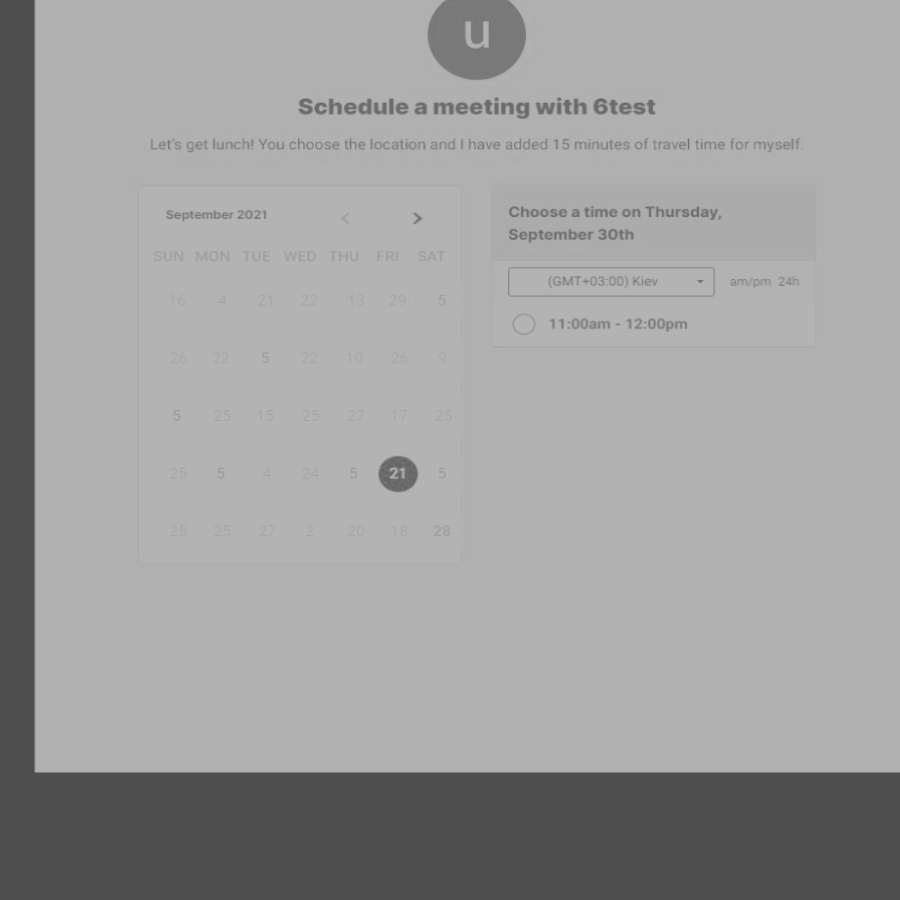 u
Schedule a meeting with 6test
Let's get lunch! You choose the location and I have added 15 minutes of travel time for myself.
September 2021 < >
SUN MON TUE WED THU FRI SAT
16 4 21 22 13 29 5
26 22 5 22 10 26 9
5 25 15 25 27 17 25
25 5 4 24 5 21 5
25 25 27 2 20 18 28
Choose a time on Thursday,
September 30th
(GMT+03:00) Kiev am/pm 24h
11:00am - 12:00pm